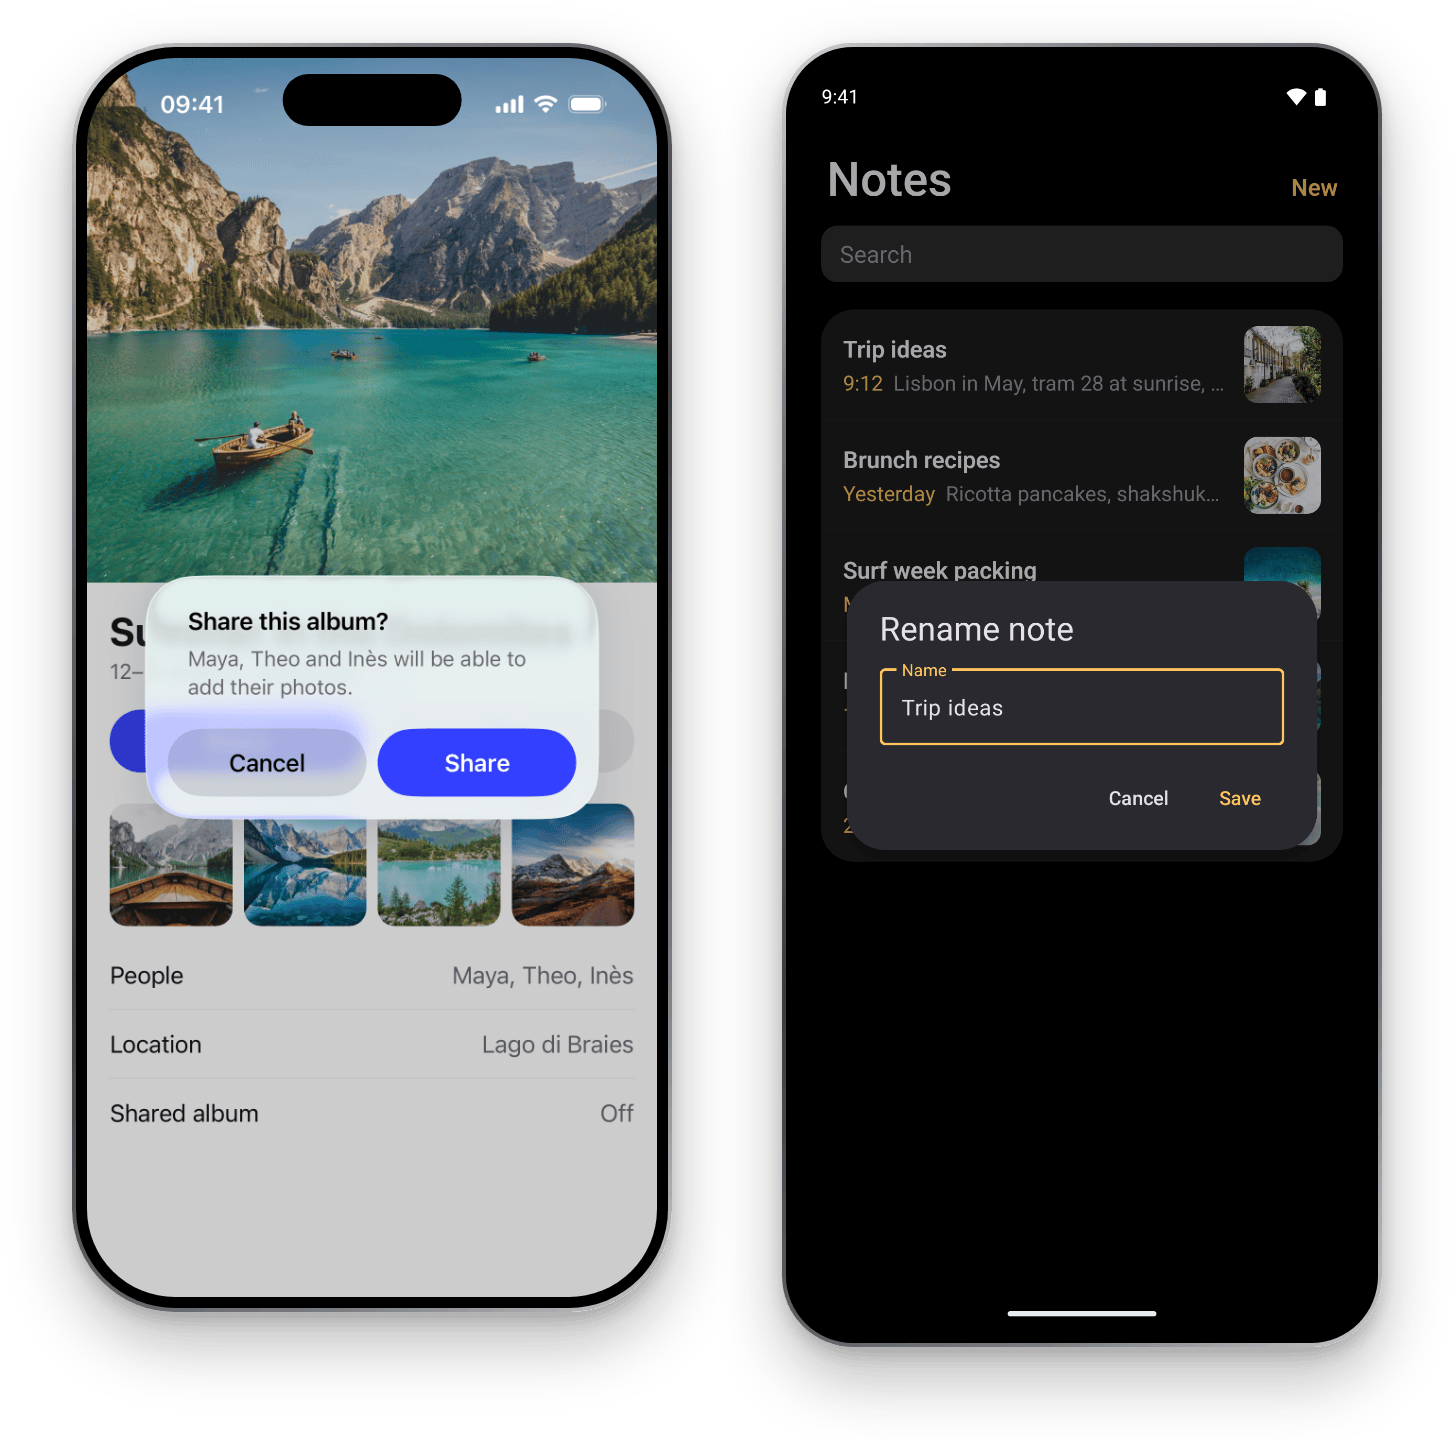 09:41
Share this album?
Maya, Theo and Inès will be able to
add their photos.
Cancel
Share
People
Maya, Theo, Inès
Location
Lago di Braies
Shared album
Off
9:41
Notes
New
Search
Trip ideas
9:12 Lisbon in May, tram 28 at sunrise, ...
Brunch recipes
Yesterday Ricotta pancakes, shakshuk...
Surf week packing
Rename note
Name
Trip ideas
Cancel
Save